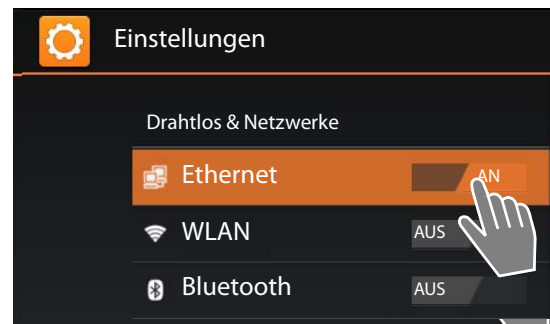 Einstellungen
Drahtlos & Netzwerke
Ethernet AN
WLAN AUS
Bluetooth AUS